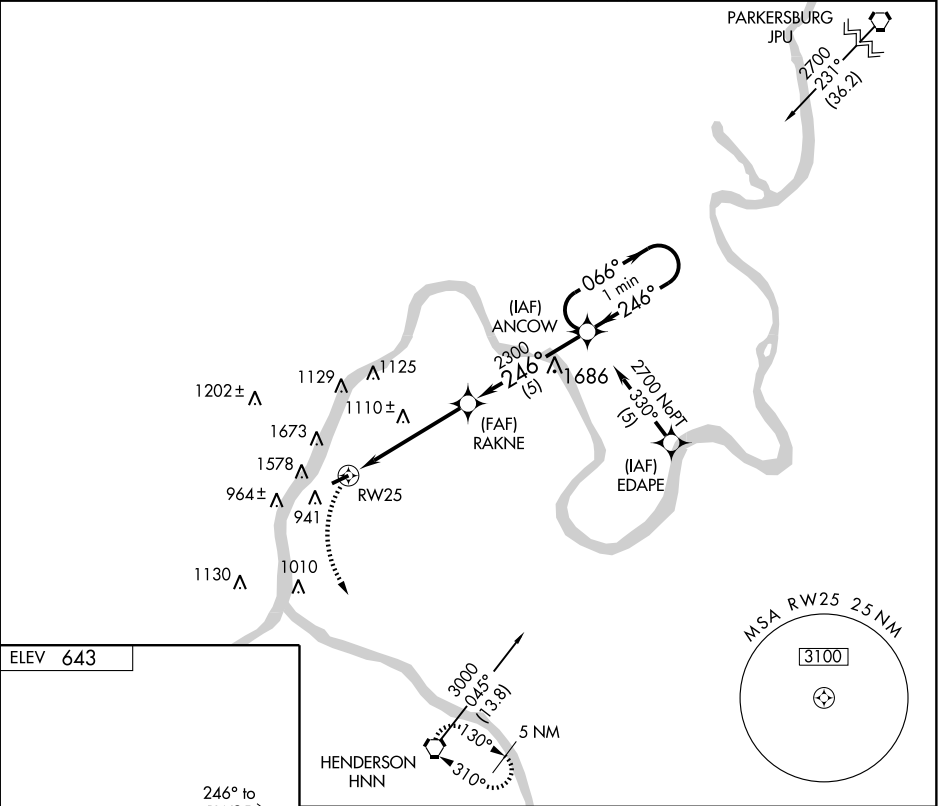 PARKERSBURG
JPU
2700
231°
(36.2)
066°
1 min
246°
(IAF)
ANCOW
2300
246°
(5)
1686
2700 NoPT
330°
(5)
(IAF)
EDAPE
1125
1129
1202 ±
1110 ±
(FAF)
RAKNE
1673
1578
964 ±
941
RW25
1130
1010
MSA RW25 25 NM
3100
ELEV 643
3000
045°
(13.8)
130°
5 NM
310°
HENDERSON
HNN
246° to